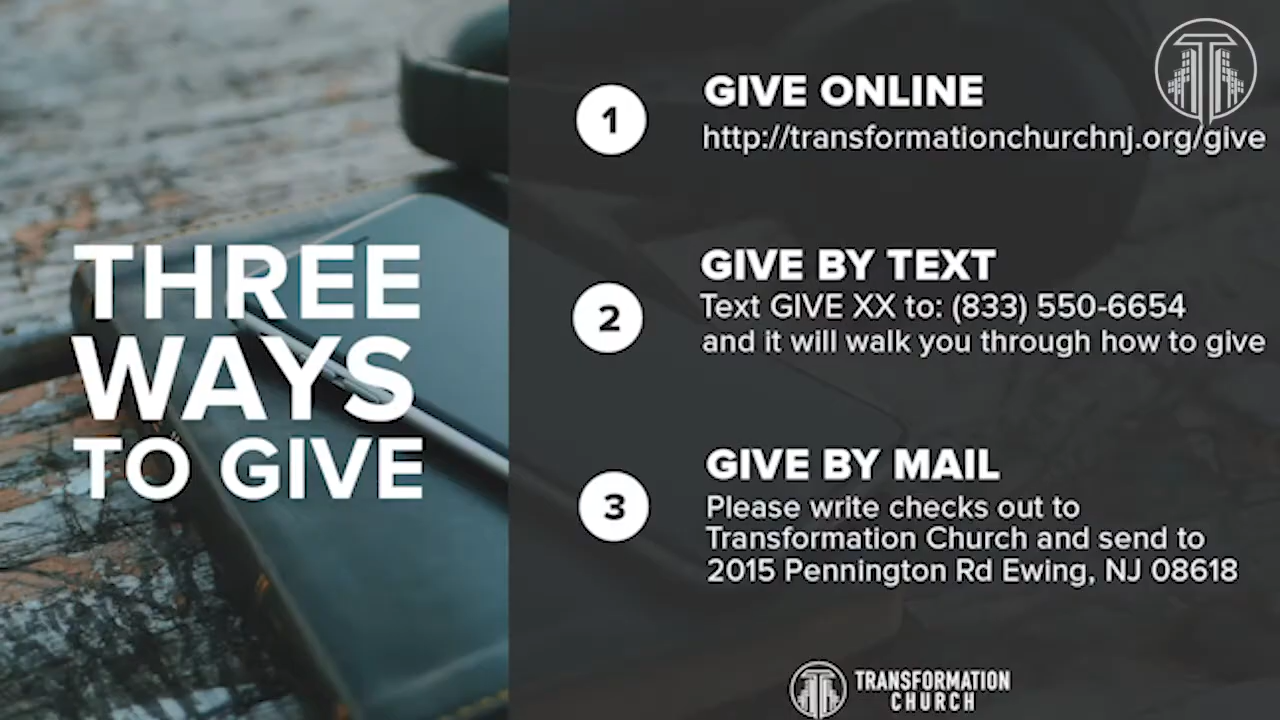 THREE
WAYS
TO GIVE
1
GIVE ONLINE
http://transformationchurchnj.org/give
2
GIVE BY TEXT
Text GIVE XX to: (833) 550-6654
and it will walk you through how to give
3
GIVE BY MAIL
Please write checks out to
Transformation Church and send to
2015 Pennington Rd Ewing, NJ 08618
TRANSFORMATION
CHURCH